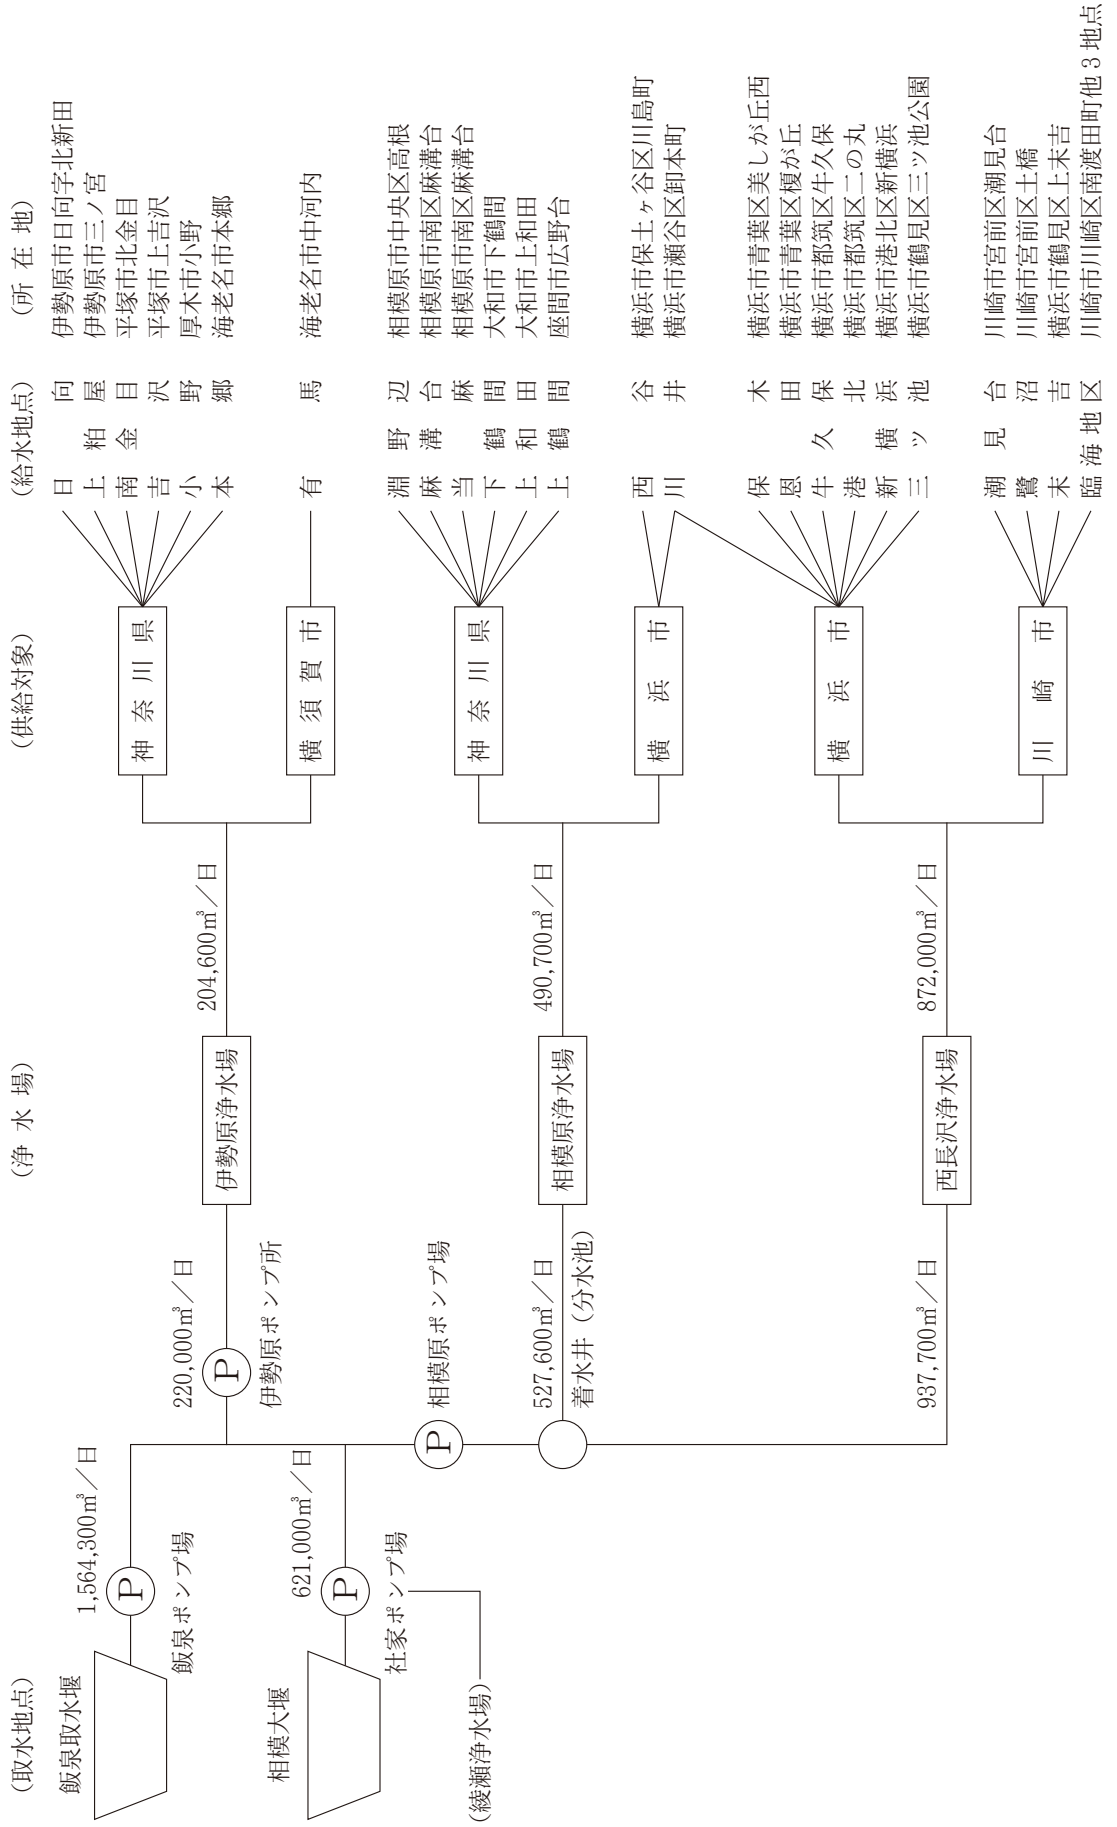 (取水地点)
(浄水場)
(供給対象)
(給水地点)
(所在地)
飯泉取水堰
1,564,300㎥／日
飯泉ポンプ場
相模大堰
621,000㎥／日
社家ポンプ場
(綾瀬浄水場)
P
P
P
P
220,000㎥／日
伊勢原ポンプ所
相模原ポンプ場
527,600㎥／日
着水井（分水池）
937,700㎥／日
伊勢原浄水場
204,600㎥／日
相模原浄水場
490,700㎥／日
西長沢浄水場
872,000㎥／日
神奈川県
日向 伊勢原市日向字北新田
上粕屋 伊勢原市三ノ宮
南金目 平塚市北金目
吉沢 平塚市上吉沢
小野 厚木市小野
本郷 海老名市本郷
横須賀市
有馬 海老名市中河内
神奈川県
淵野辺 相模原市中央区高根
麻溝台 相模原市南区麻溝台
当麻 相模原市南区麻溝台
下鶴間 大和市下鶴間
上和田 大和市上和田
上鶴間 座間市広野台
横浜市
西谷 横浜市保土ヶ谷区川島町
川井 横浜市瀬谷区卸本町
横浜市
保木 横浜市青葉区美しが丘西
恩田 横浜市青葉区榎が丘
牛久保 横浜市都筑区牛久保
港北 横浜市都筑区二の丸
新横浜 横浜市港北区新横浜
三ツ池 横浜市鶴見区三ツ池公園
川崎市
潮見台 川崎市宮前区潮見台
鷺沼 川崎市宮前区土橋
末吉 横浜市鶴見区上末吉
臨海地区 川崎市川崎区南渡田町他3地点